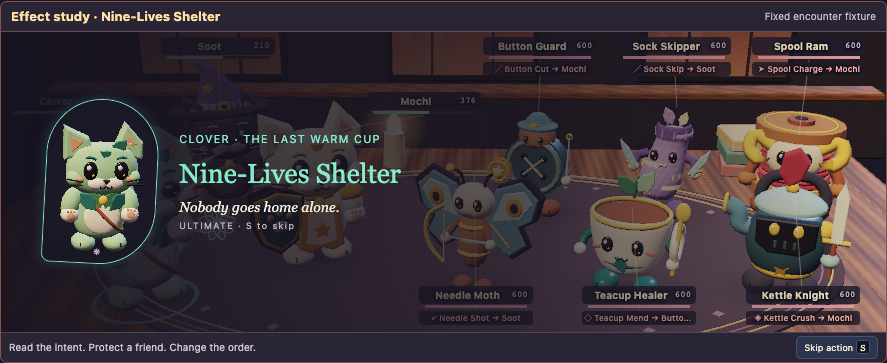 Effect study · Nine-Lives Shelter
Fixed encounter fixture
Soot 210
Button Guard 600
⟋ Button Cut → Mochi
Sock Skipper 600
⟋ Sock Skip → Soot
Spool Ram 600
➤ Spool Charge → Mochi
Clover
Mochi 376
CLOVER · THE LAST WARM CUP
Nine-Lives Shelter
Nobody goes home alone.
ULTIMATE · S to skip
Needle Moth 600
✓ Needle Shot → Soot
Teacup Healer 600
◇ Teacup Mend → Butto...
Kettle Knight 600
◈ Kettle Crush → Mochi
Read the intent. Protect a friend. Change the order.
Skip action S